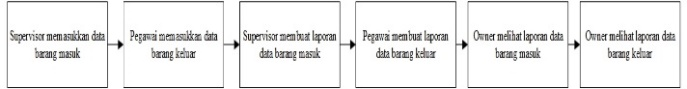 Supervisor memasukkan data
barang masuk
Pegawai memasukkan data
barang keluar
Supervisor membuat laporan
data barang masuk
Pegawai membuat laporan
data barang keluar
Owner melihat laporan data
barang masuk
Owner melihat laporan data
barang keluar